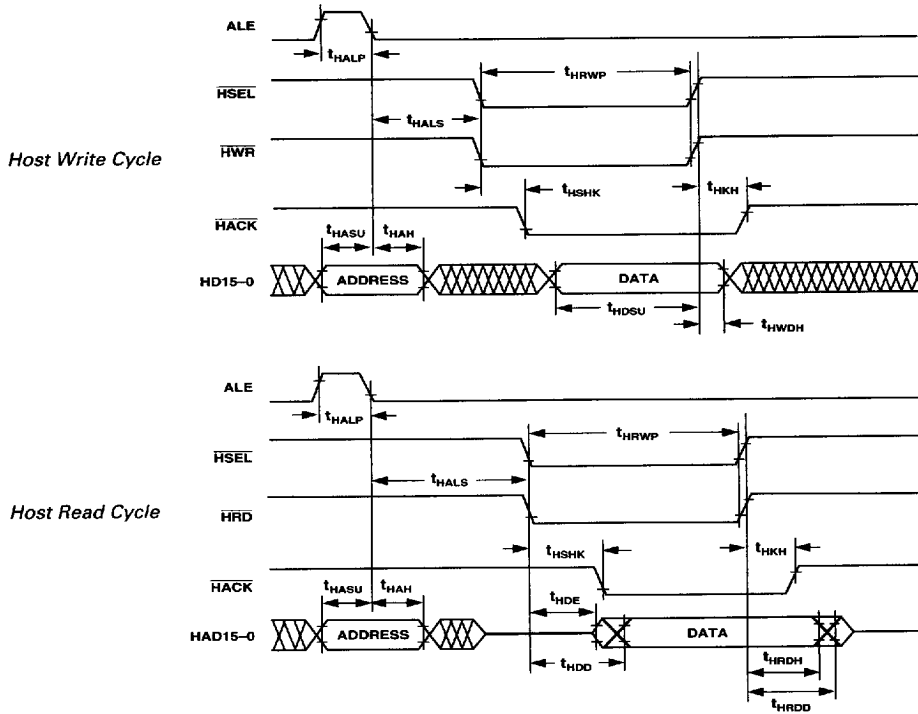 ALE
tHALP
HSEL
tHRWP
tHALS
Host Write Cycle
HWR
tHSHK
tHKH
HACK
tHASU
tHAH
HD15–0
ADDRESS
DATA
tHDSU
tHWDH
ALE
tHALP
HSEL
tHRWP
tHALS
Host Read Cycle
HRD
tHSHK
tHKH
HACK
tHASU
tHAH
tHDE
HAD15–0
ADDRESS
DATA
tHDD
tHRDH
tHRDD